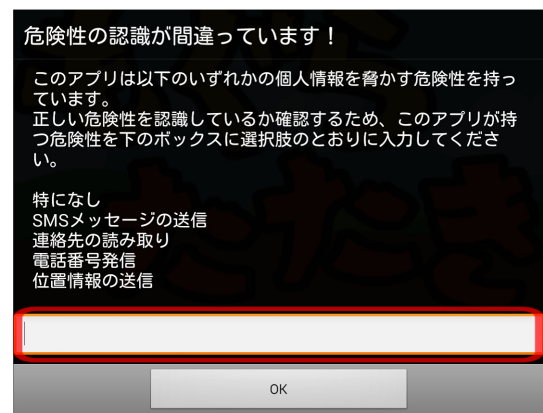 危険性の認識が間違っています！
このアプリは以下のいずれかの個人情報を脅かす危険性を持っ
ています。
正しい危険性を認識しているか確認するため、このアプリが持
つ危険性を下のボックスに選択肢のとおりに入力してくださ
い。
特になし
SMSメッセージの送信
連絡先の読み取り
電話番号発信
位置情報の送信
OK